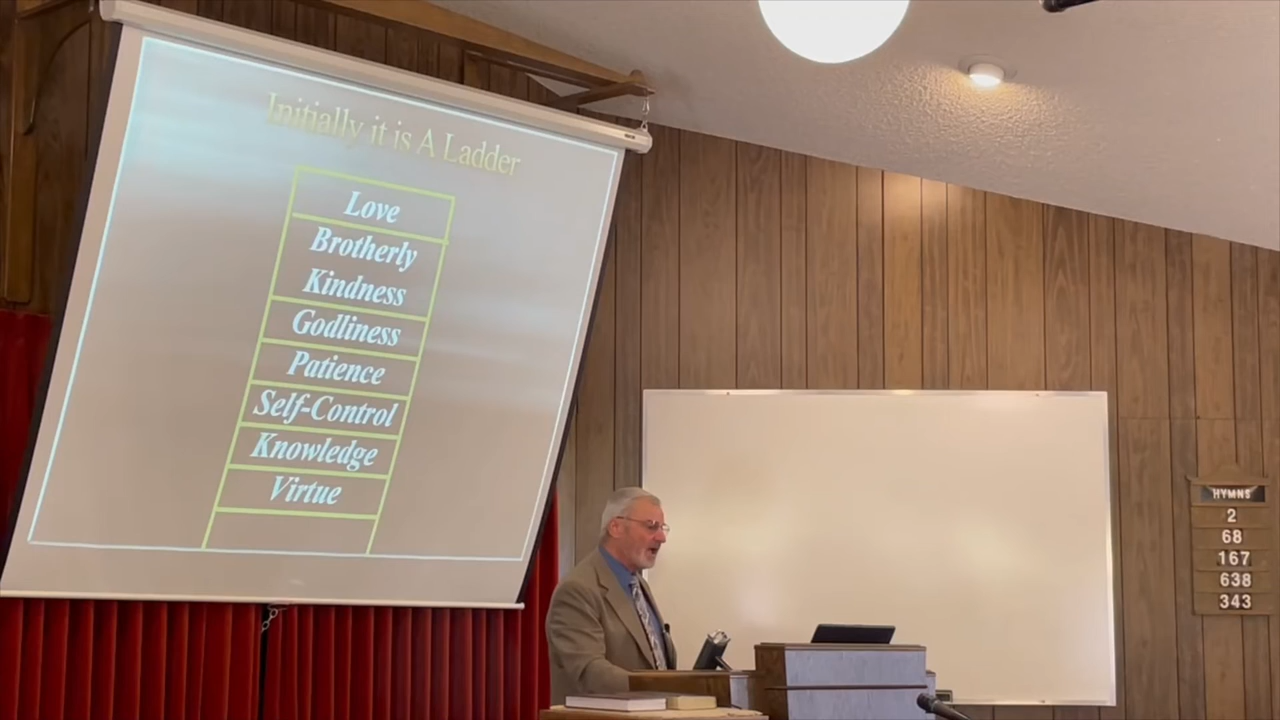 Initially it is A Ladder
Love
Brotherly
Kindness
Godliness
Patience
Self-Control
Knowledge
Virtue
HYMNS
2
68
167
638
343